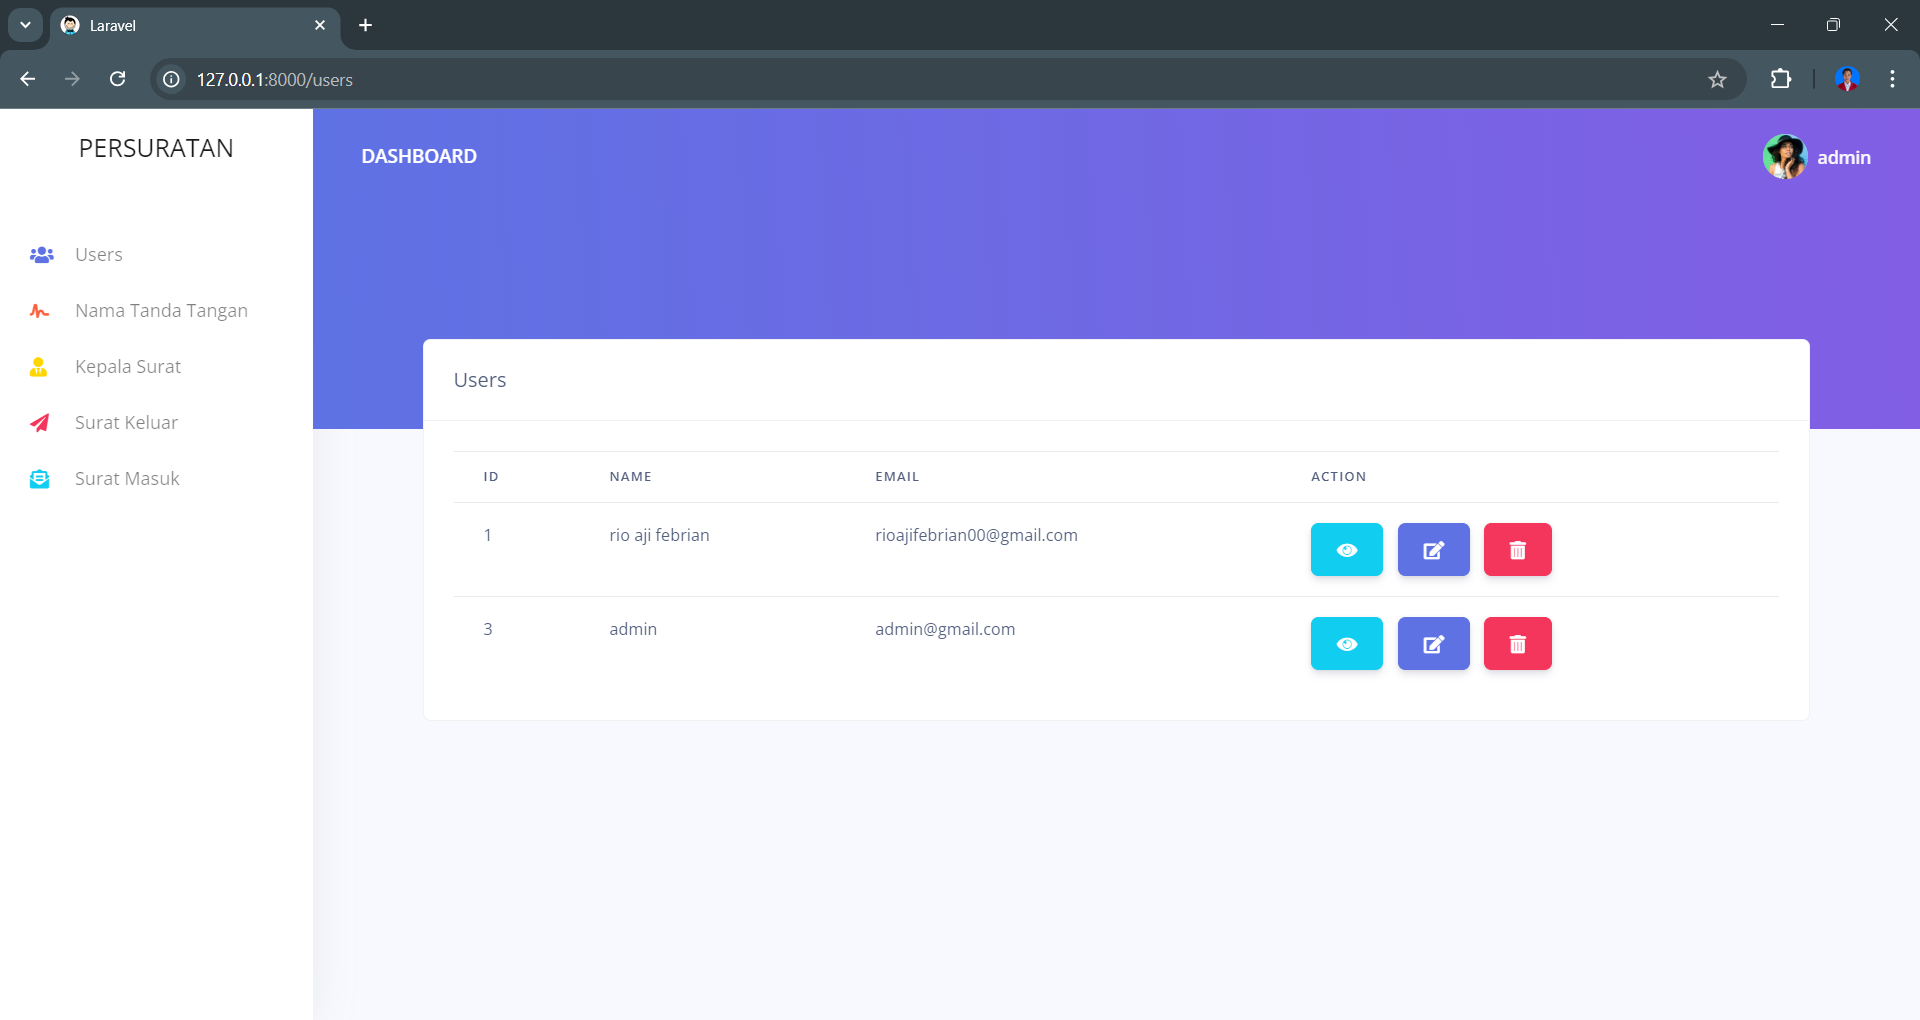 Laravel
127.0.0.1:8000/users
PERSURATAN
DASHBOARD
admin
Users
Nama Tanda Tangan
Kepala Surat
Surat Keluar
Surat Masuk
Users
ID NAME EMAIL ACTION
1 rio aji febrian rioajifebrian00@gmail.com
3 admin admin@gmail.com